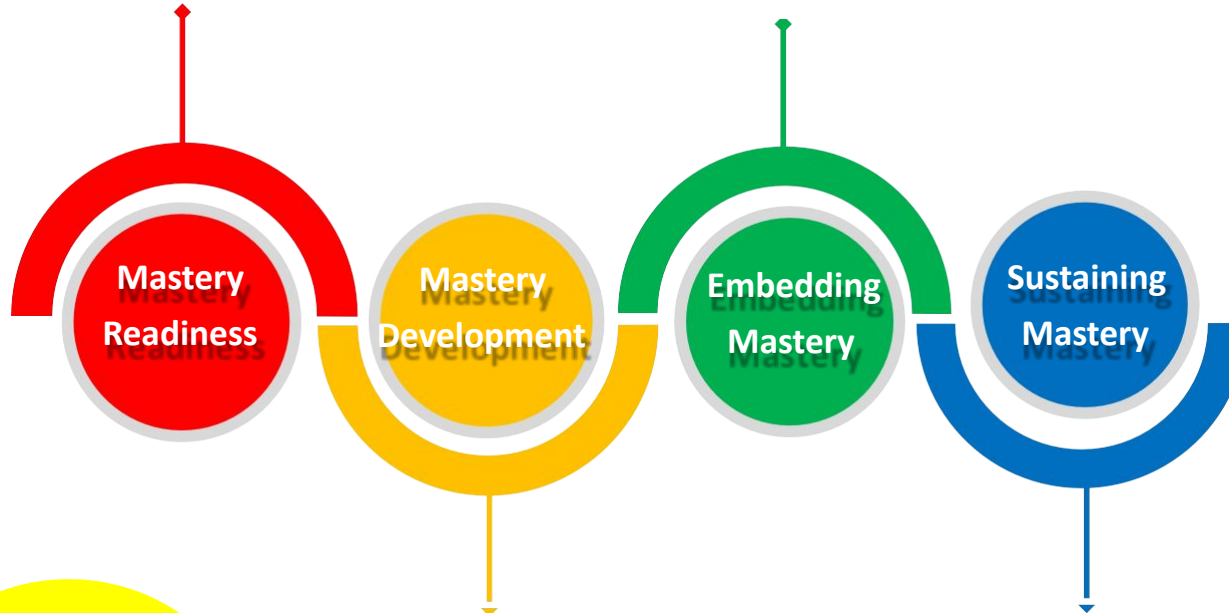 Mastery
Readiness
Mastery
Development
Embedding
Mastery
Sustaining
Mastery